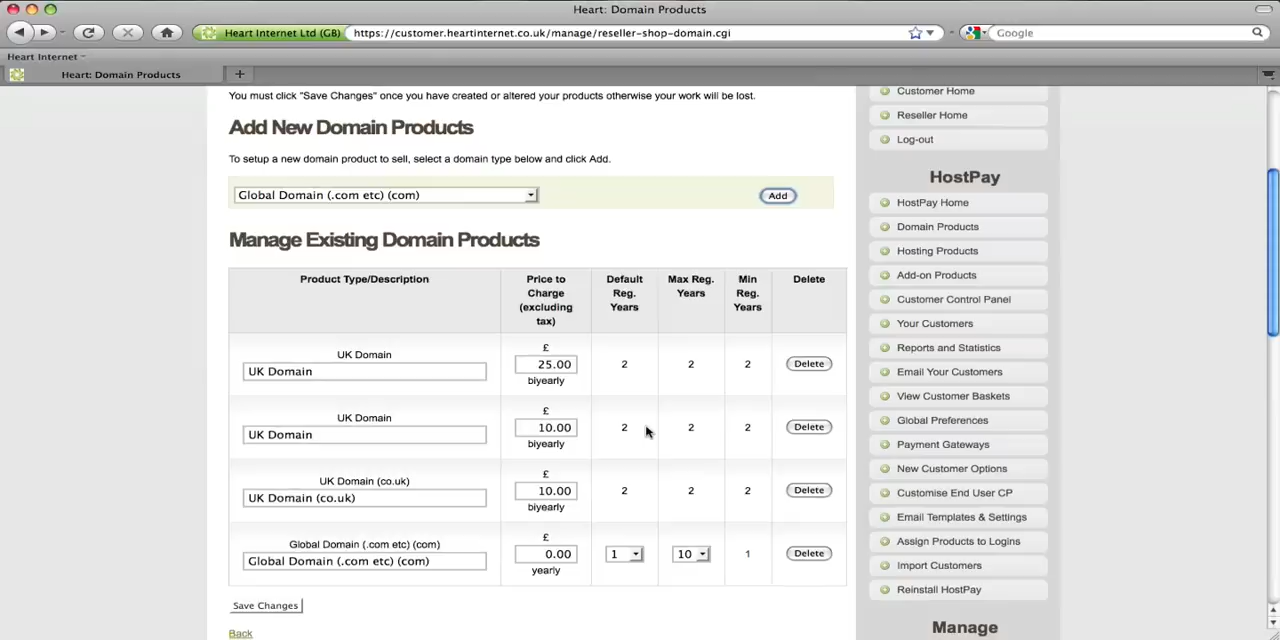 Heart: Domain Products
Heart Internet Ltd (GB)
https://customer.heartinternet.co.uk/manage/reseller-shop-domain.cgi
Google
Heart Internet
Heart: Domain Products
+
You must click "Save Changes" once you have created or altered your products otherwise your work will be lost.
Add New Domain Products
To setup a new domain product to sell, select a domain type below and click Add.
Global Domain (.com etc) (com)
Add
Manage Existing Domain Products
Product Type/Description
Price to Charge (excluding tax)
Default Reg. Years
Max Reg. Years
Min Reg. Years
Delete
UK Domain
UK Domain
£
25.00
biyearly
2
2
2
Delete
UK Domain
UK Domain
£
10.00
biyearly
2
2
2
Delete
UK Domain (co.uk)
UK Domain (co.uk)
£
10.00
biyearly
2
2
2
Delete
Global Domain (.com etc) (com)
Global Domain (.com etc) (com)
£
0.00
yearly
1
10
1
Delete
Save Changes
Back
Customer Home
Reseller Home
Log-out
HostPay
HostPay Home
Domain Products
Hosting Products
Add-on Products
Customer Control Panel
Your Customers
Reports and Statistics
Email Your Customers
View Customer Baskets
Global Preferences
Payment Gateways
New Customer Options
Customise End User CP
Email Templates & Settings
Assign Products to Logins
Import Customers
Reinstall HostPay
Manage